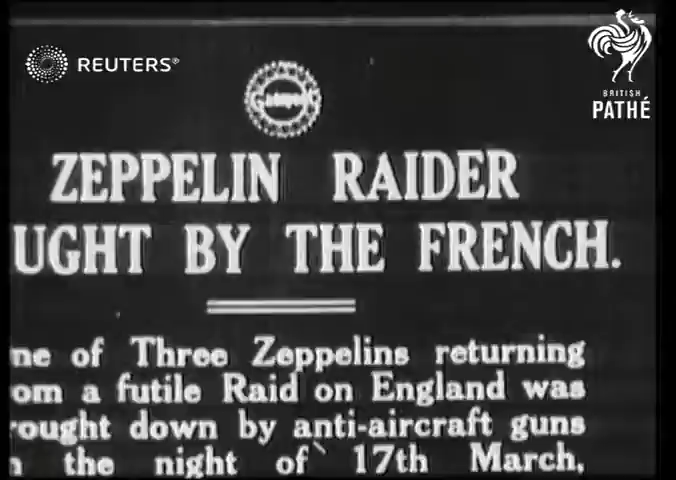 REUTERS®
BRITISH
PATHÉ
ZEPPELIN RAIDER
UGHT BY THE FRENCH.
ne of Three Zeppelins returning
om a futile Raid on England was
rought down by anti-aircraft guns
the night of 17th March,